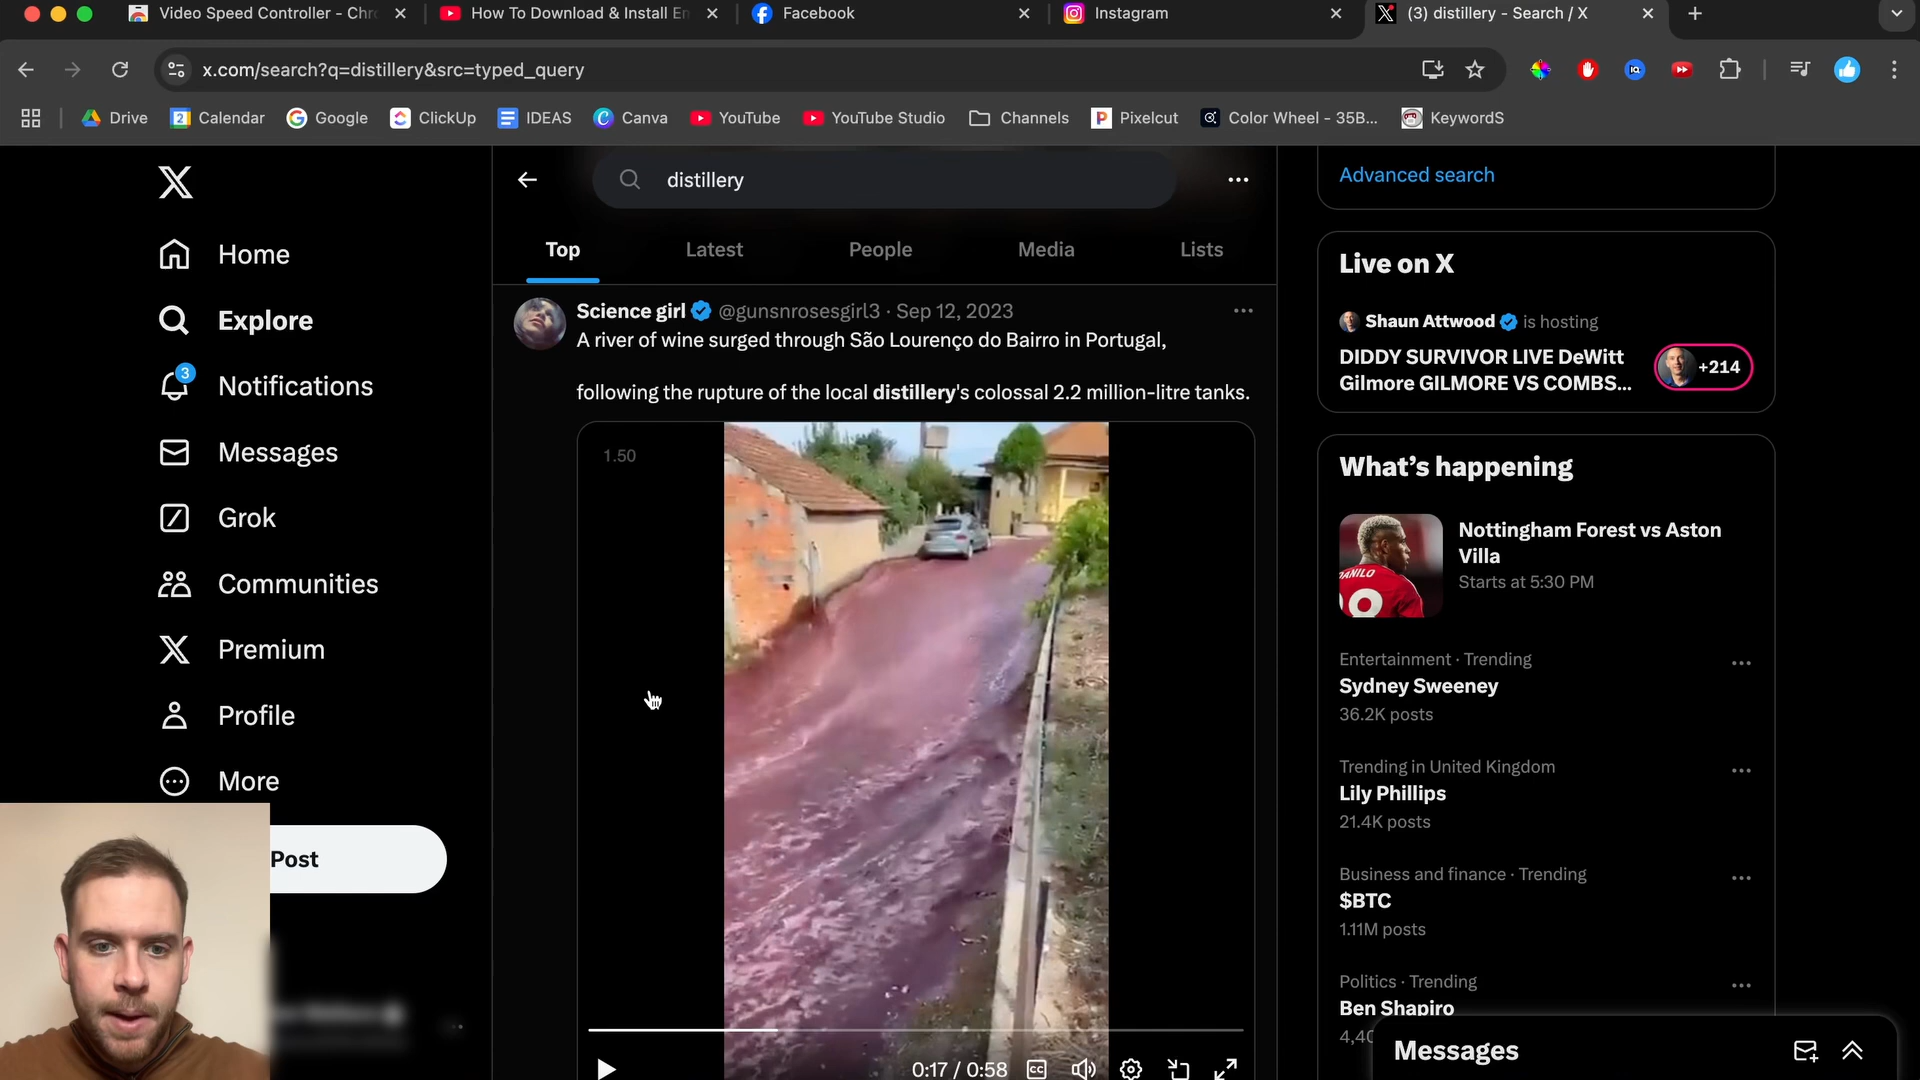 Video Speed Controller - Chr
How To Download & Install En
Facebook
Instagram
(3) distillery - Search / X
x.com/search?q=distillery&src=typed_query
Drive
Calendar
Google
ClickUp
IDEAS
Canva
YouTube
YouTube Studio
Channels
Pixelcut
Color Wheel - 35B...
KeywordS
Home
Explore
3
Notifications
Messages
Grok
Communities
Premium
Profile
More
Post
distillery
Top
Latest
People
Media
Lists
Science girl @gunsnrosesgirl3 · Sep 12, 2023
A river of wine surged through São Lourenço do Bairro in Portugal,
following the rupture of the local distillery's colossal 2.2 million-litre tanks.
1.50
0:17 / 0:58
CC
Advanced search
Live on X
Shaun Attwood is hosting
DIDDY SURVIVOR LIVE DeWitt
Gilmore GILMORE VS COMBS...
+214
What’s happening
Nottingham Forest vs Aston
Villa
Starts at 5:30 PM
DANILO
Entertainment · Trending
Sydney Sweeney
36.2K posts
Trending in United Kingdom
Lily Phillips
21.4K posts
Business and finance · Trending
$BTC
1.11M posts
Politics · Trending
Ben Shapiro
4,40
Messages